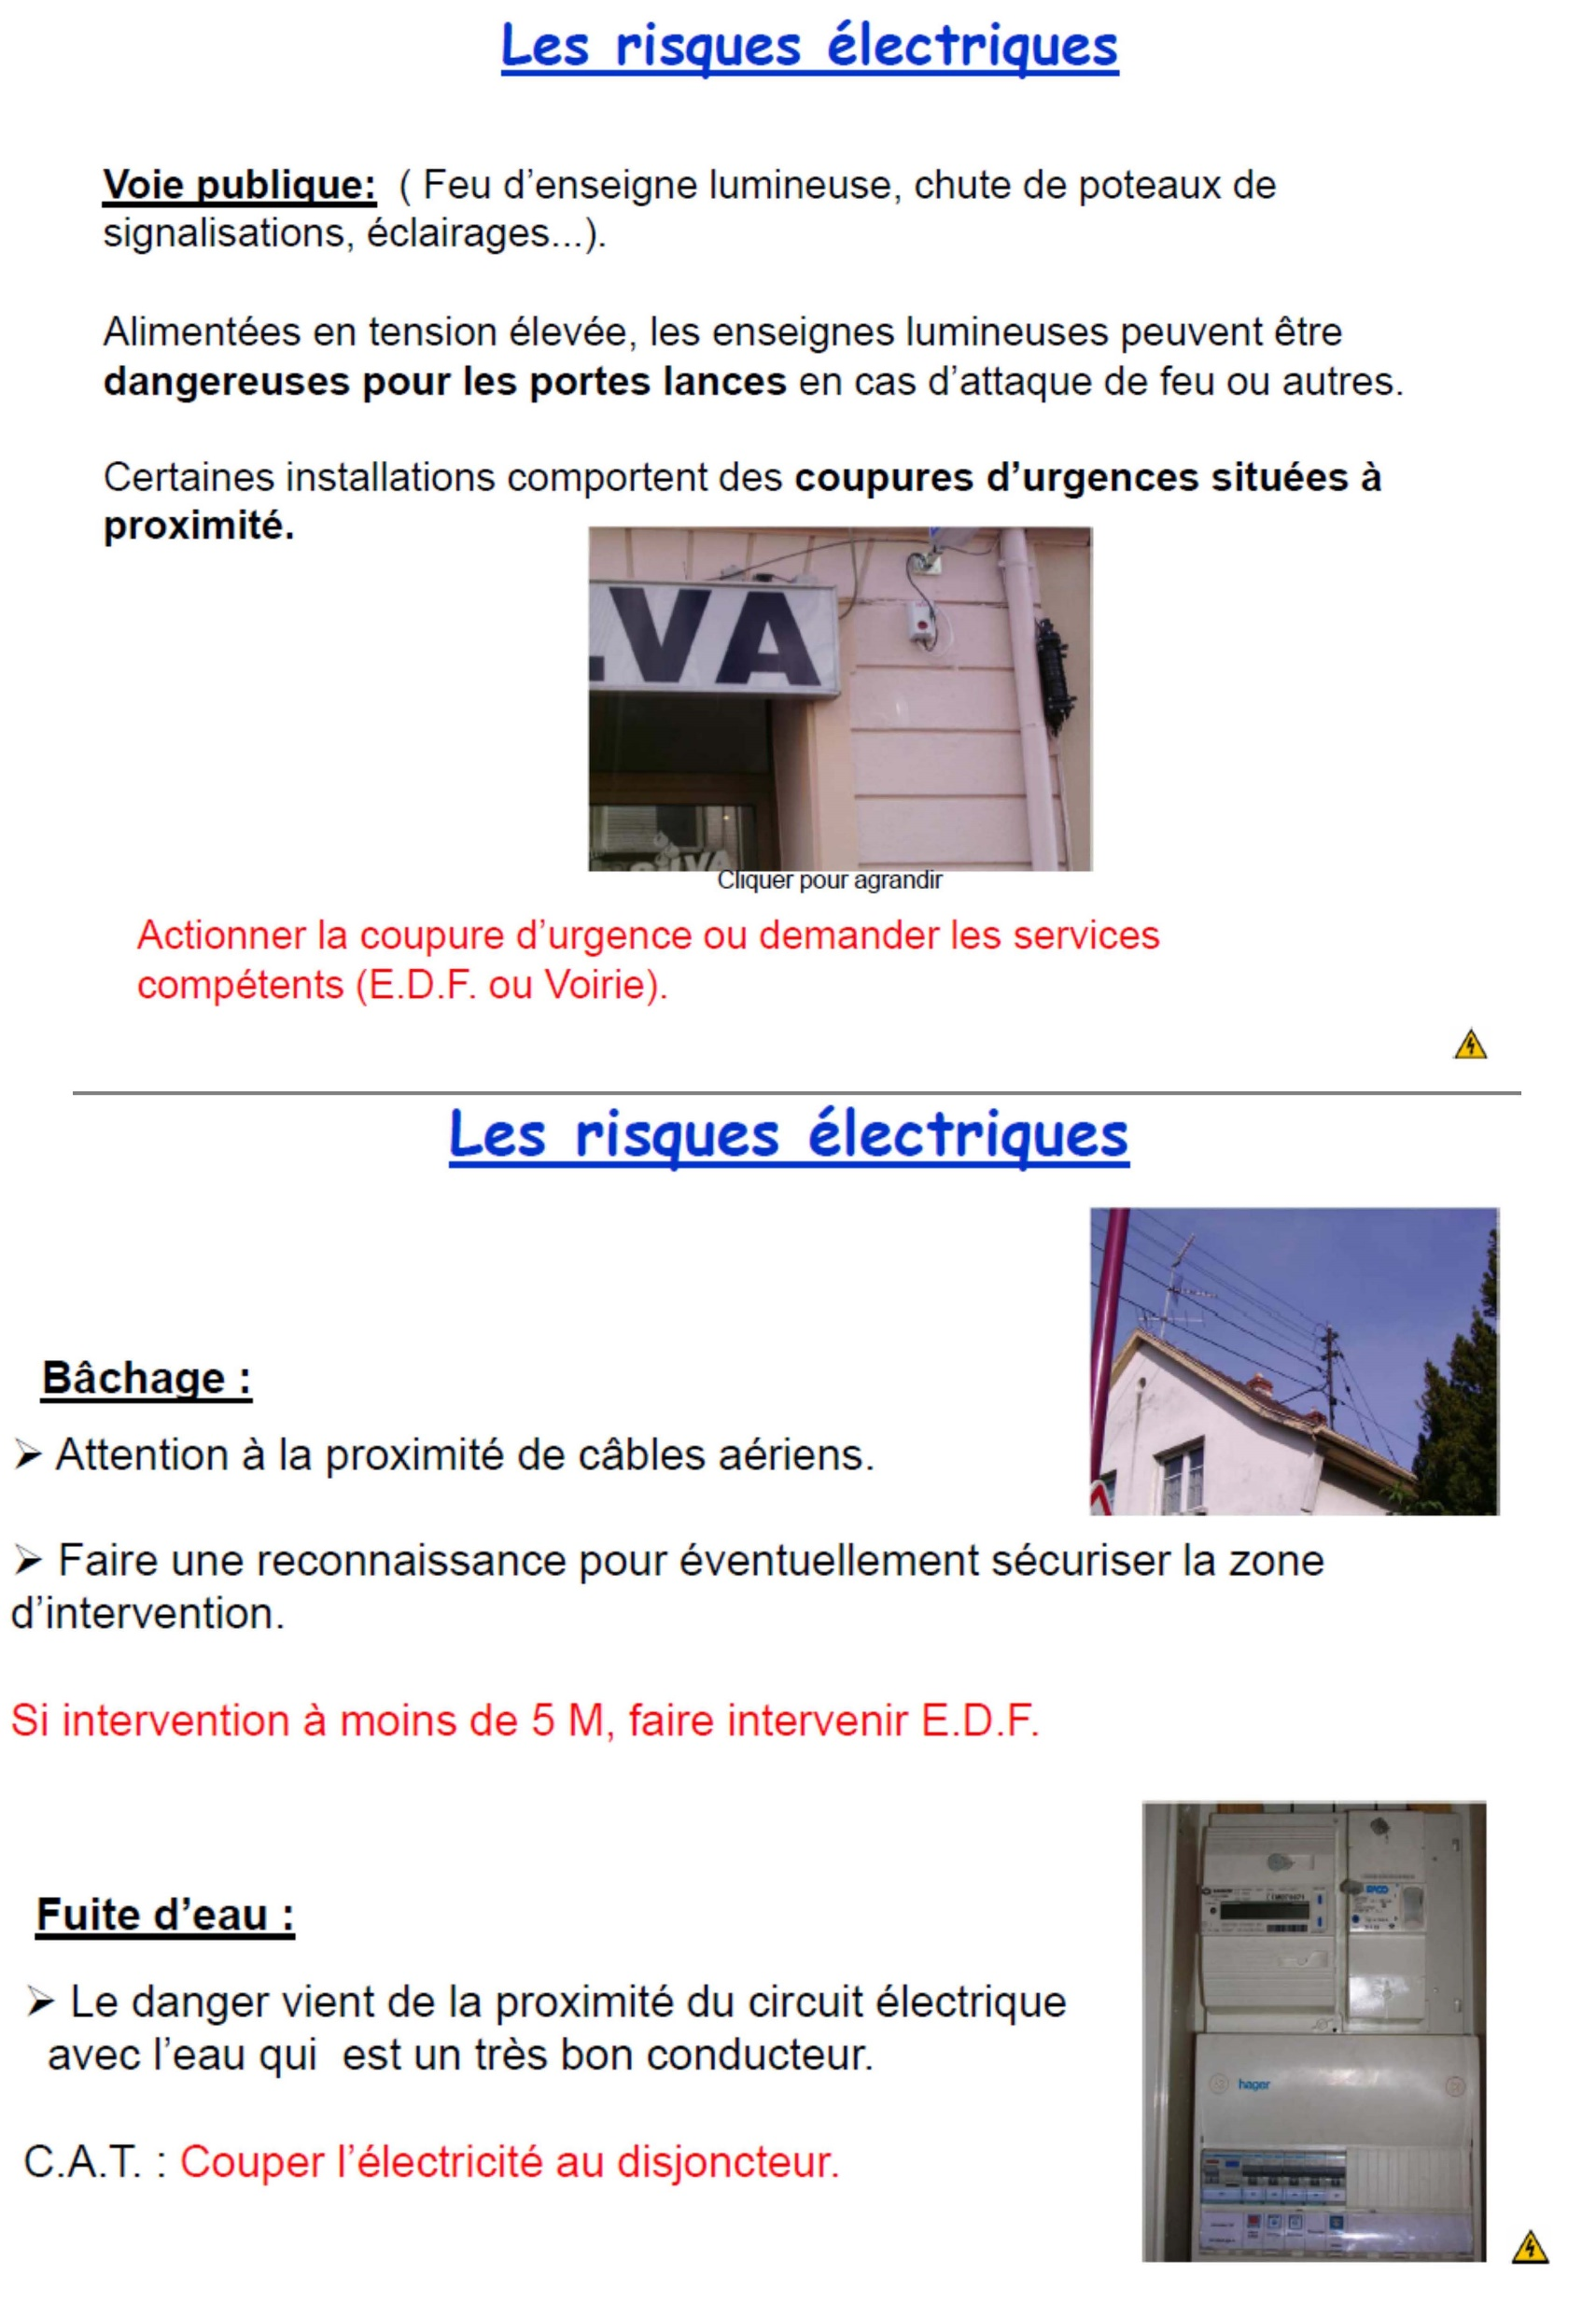 Les risques électriques
Voie publique: ( Feu d’enseigne lumineuse, chute de poteaux de
signalisations, éclairages...).
Alimentées en tension élevée, les enseignes lumineuses peuvent être
dangereuses pour les portes lances en cas d’attaque de feu ou autres.
Certaines installations comportent des coupures d’urgences situées à
proximité.
.VA
Cliquer pour agrandir
Actionner la coupure d’urgence ou demander les services
compétents (E.D.F. ou Voirie).
Les risques électriques
Bâchage :
➢ Attention à la proximité de câbles aériens.
➢ Faire une reconnaissance pour éventuellement sécuriser la zone
d’intervention.
Si intervention à moins de 5 M, faire intervenir E.D.F.
Fuite d’eau :
➢ Le danger vient de la proximité du circuit électrique
avec l’eau qui est un très bon conducteur.
hager
C.A.T. : Couper l’électricité au disjoncteur.